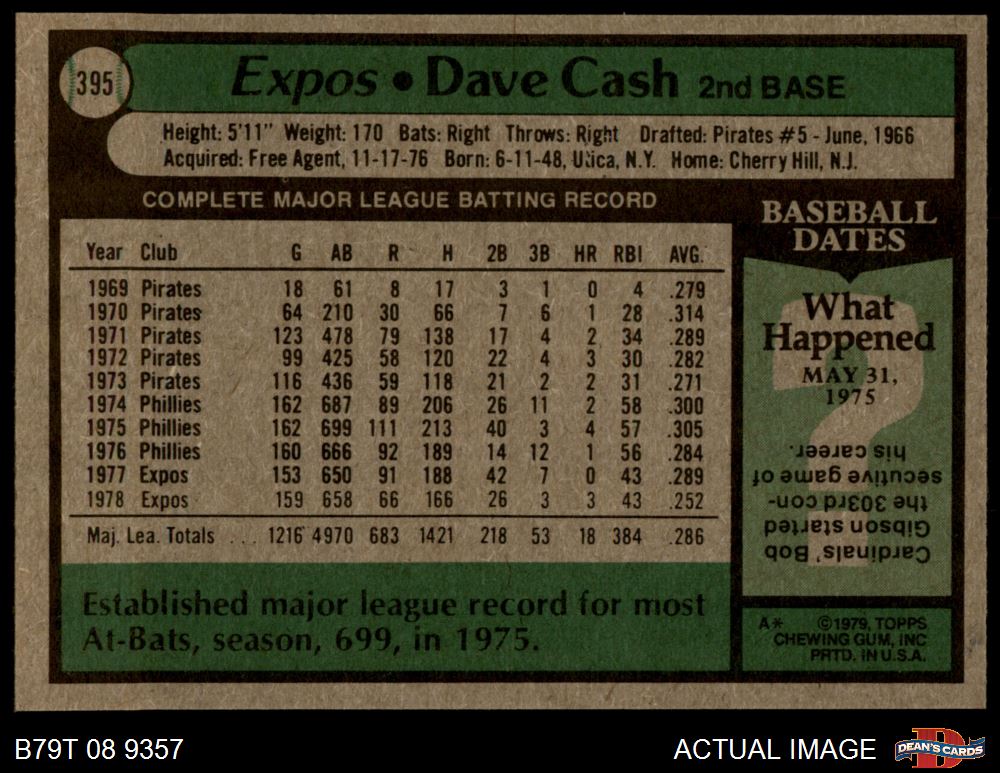 395
Expos • Dave Cash 2nd BASE
Height: 5'11" Weight: 170 Bats: Right Throws: Right Drafted: Pirates #5 - June, 1966
Acquired: Free Agent, 11-17-76 Born: 6-11-48, Utica, N.Y. Home: Cherry Hill, N.J.
COMPLETE MAJOR LEAGUE BATTING RECORD
Year Club G AB R H 2B 3B HR RBI AVG.
1969 Pirates 18 61 8 17 3 1 0 4 .279
1970 Pirates 64 210 30 66 7 6 1 28 .314
1971 Pirates 123 478 79 138 17 4 2 34 .289
1972 Pirates 99 425 58 120 22 4 3 30 .282
1973 Pirates 116 436 59 118 21 2 2 31 .271
1974 Phillies 162 687 89 206 26 11 2 58 .300
1975 Phillies 162 699 111 213 40 3 4 57 .305
1976 Phillies 160 666 92 189 14 12 1 56 .284
1977 Expos 153 650 91 188 42 7 0 43 .289
1978 Expos 159 658 66 166 26 3 3 43 .252
Maj. Lea. Totals ... 1216 4970 683 1421 218 53 18 384 .286
Established major league record for most
At-Bats, season, 699, in 1975.
BASEBALL
DATES
What
Happened
MAY 31,
1975
?
Cardinals' Bob
Gibson started
the 303rd con-
secutive game of
his career.
A* ©1979, TOPPS
CHEWING GUM, INC
PRTD. IN U.S.A.
B79T 08 9357
ACTUAL IMAGE
D
DEAN'S CARDS